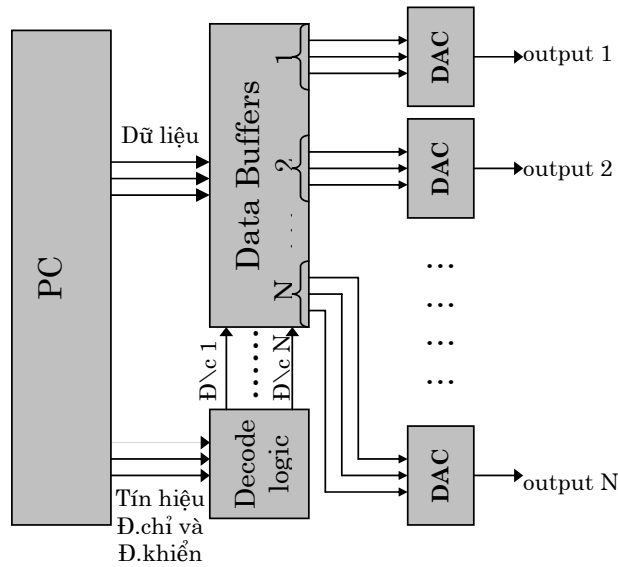 PC
Dữ liệu
Data Buffers
1
2
. . .
N
DAC
output 1
DAC
output 2
...
...
...
...
DAC
output N
Đ\c 1
.......
Đ\c N
Decode
logic
Tín hiệu
Đ.chỉ và
Đ.khiển